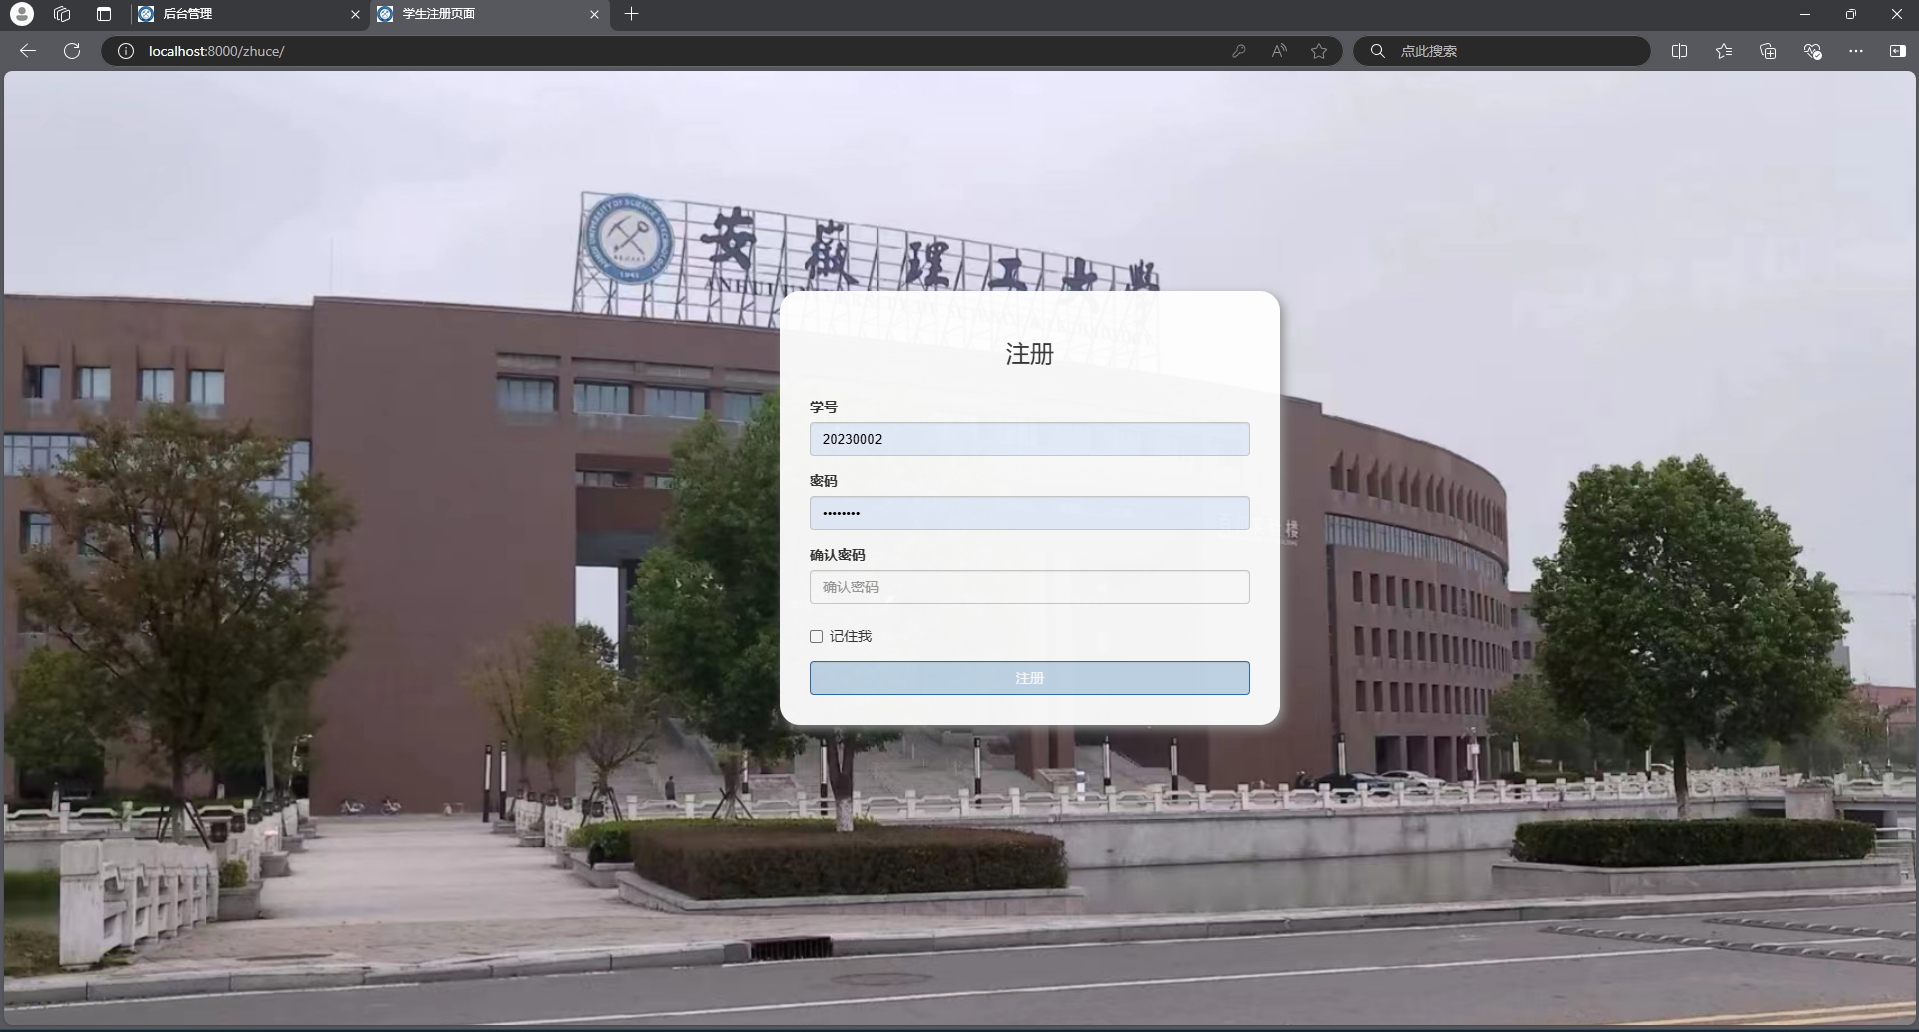 后台管理
学生注册页面
localhost:8000/zhuce/
点此搜索
安徽理工大学
注册
学号
20230002
密码
••••••••
确认密码
确认密码
记住我
注册